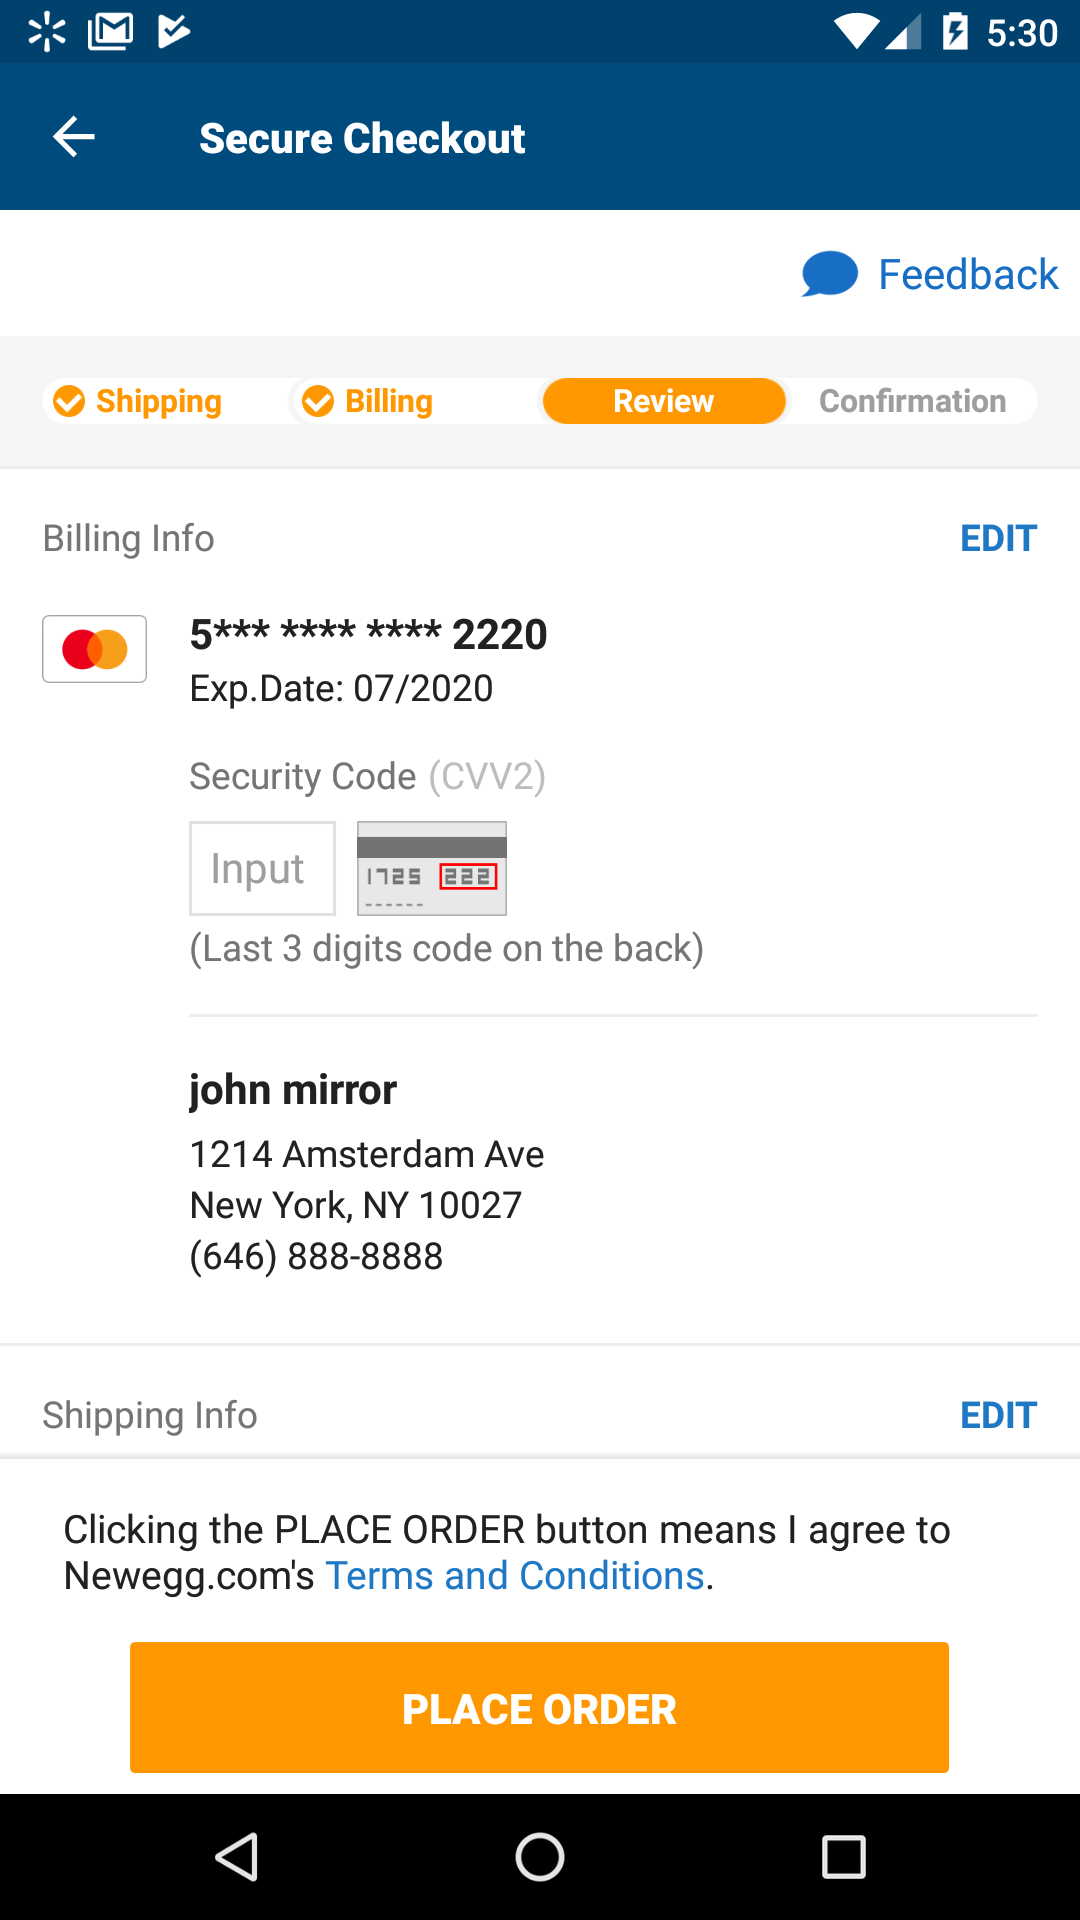 5:30
Secure Checkout
Feedback
Shipping Billing Review Confirmation
Billing Info EDIT
5*** **** **** 2220
Exp.Date: 07/2020
Security Code (CVV2)
Input 1725 222
(Last 3 digits code on the back)
john mirror
1214 Amsterdam Ave
New York, NY 10027
(646) 888-8888
Shipping Info EDIT
Clicking the PLACE ORDER button means I agree to
Newegg.com's Terms and Conditions.
PLACE ORDER